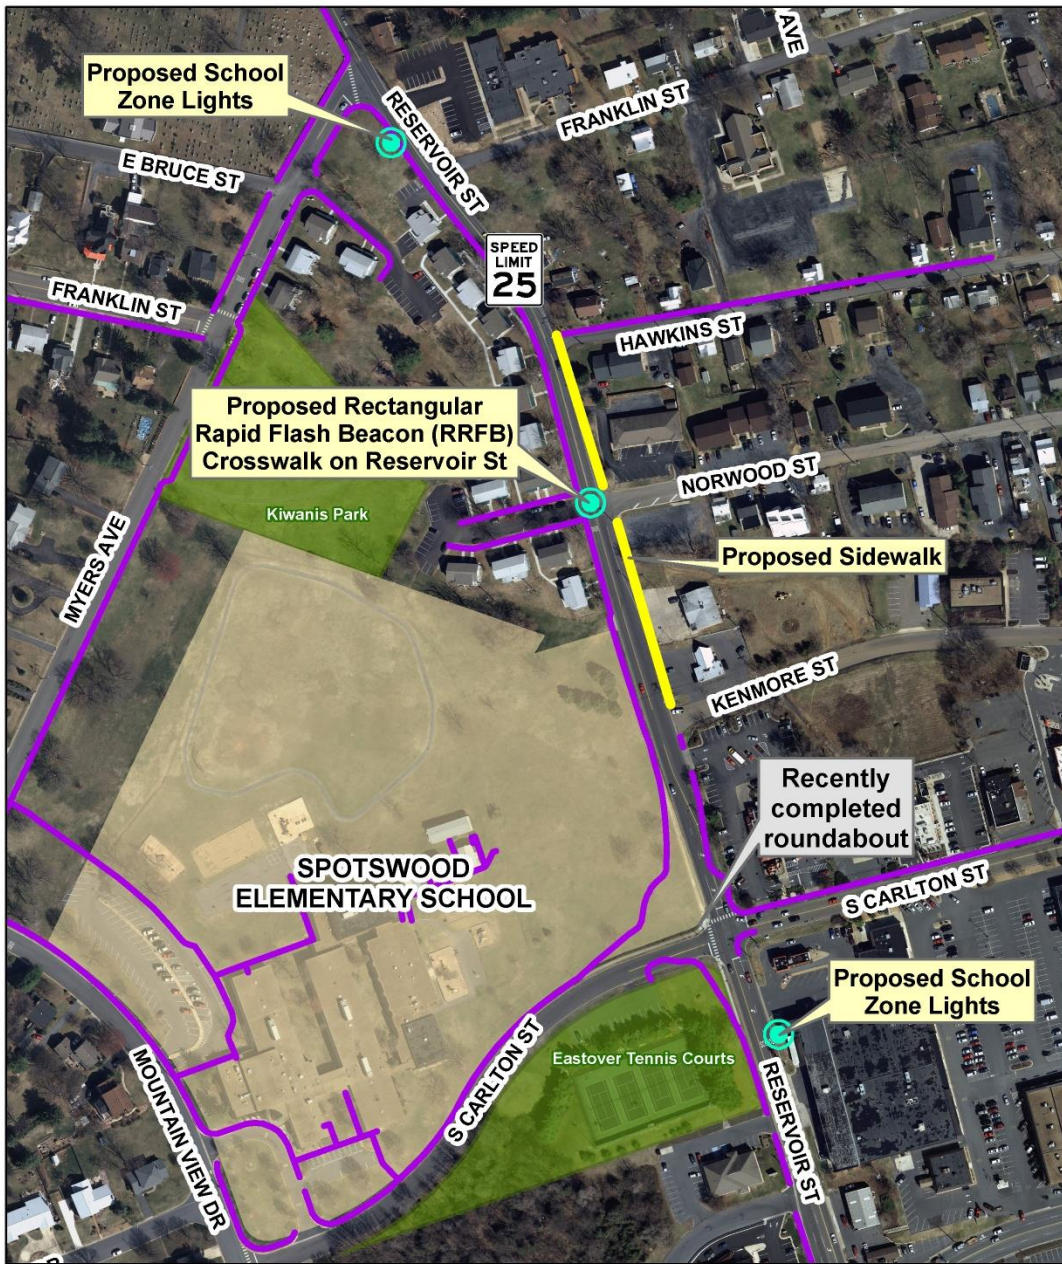 AVE
Proposed School
Zone Lights
RESERVOIR ST
FRANKLIN ST
E BRUCE ST
SPEED
LIMIT
25
FRANKLIN ST
HAWKINS ST
Proposed Rectangular
Rapid Flash Beacon (RRFB)
Crosswalk on Reservoir St
NORWOOD ST
Kiwanis Park
Proposed Sidewalk
MYERS AVE
KENMORE ST
Recently
completed
roundabout
SPOTSWOOD
ELEMENTARY SCHOOL
S CARLTON ST
Proposed School
Zone Lights
Eastover Tennis Courts
S CARLTON ST
MOUNTAIN VIEW DR
RESERVOIR ST